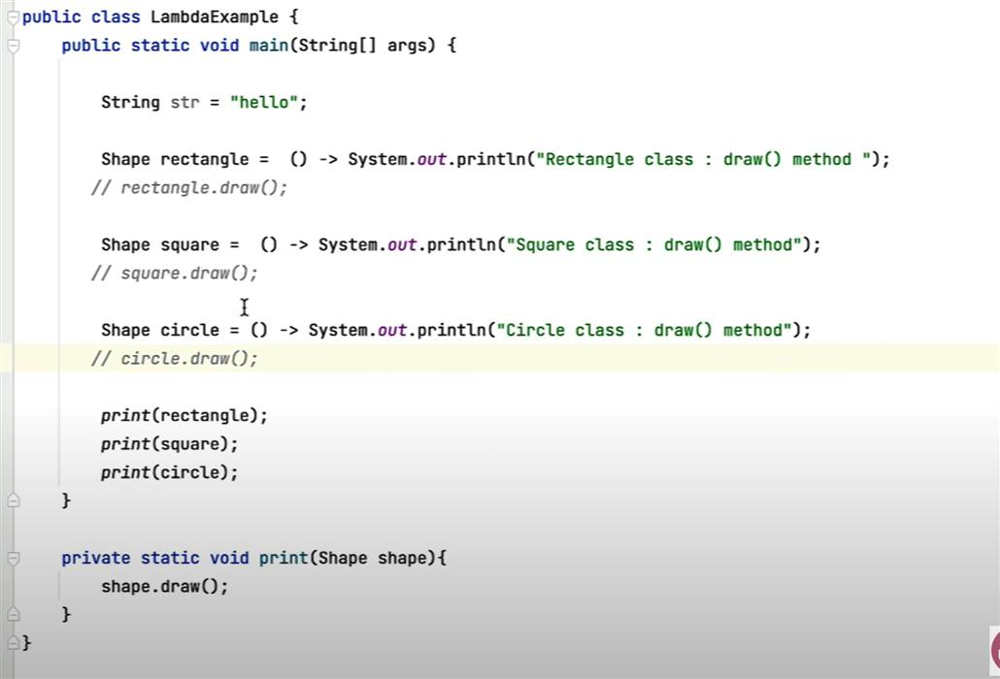 public class LambdaExample {
    public static void main(String[] args) {
        String str = "hello";
        Shape rectangle =  () -> System.out.println("Rectangle class : draw() method ");
       // rectangle.draw();
        Shape square =  () -> System.out.println("Square class : draw() method");
       // square.draw();
        Shape circle = () -> System.out.println("Circle class : draw() method");
       // circle.draw();
        print(rectangle);
        print(square);
        print(circle);
    }
    private static void print(Shape shape){
        shape.draw();
    }
}